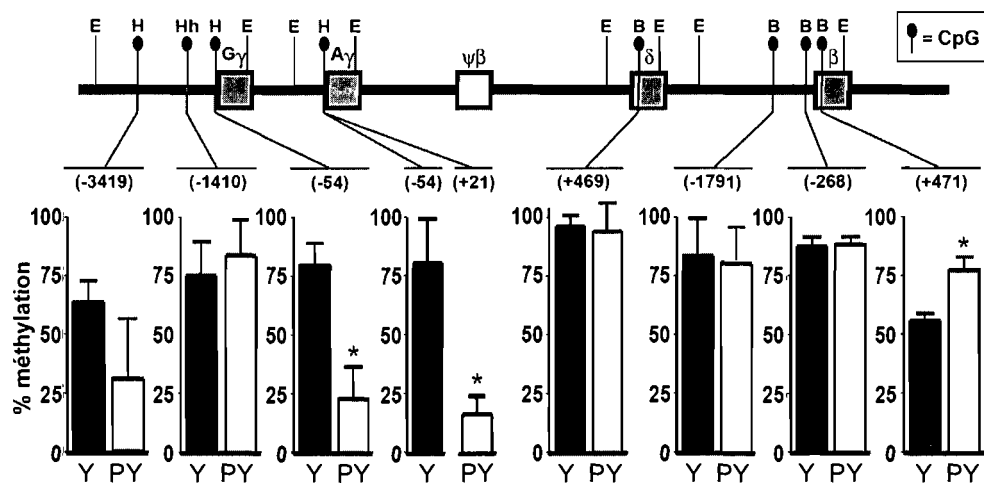 E H Hh H E E H E E B E E B B B E
= CpG
Gγ Aγ ψβ δ β
(-3419) (-1410) (-54) (-54) (+21) (+469) (-1791) (-268) (+471)
% méthylation
100 100 100 100 100 100 100 100
75 75 75 75 75 75 75 75
* 
50 50 50 50 50 50 50 50
* *
25 25 25 25 25 25 25 25
0 0 0 0 0 0 0 0
Y PY Y PY Y PY Y PY Y PY Y PY Y PY Y PY